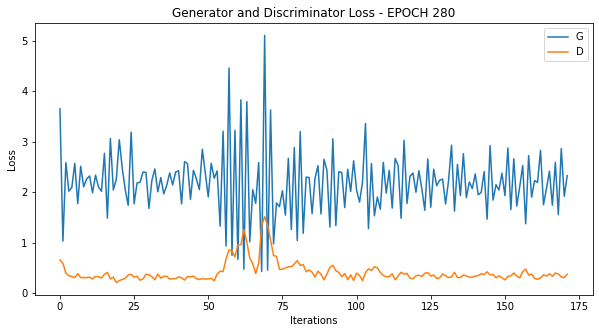 Generator and Discriminator Loss - EPOCH 280
G
D
Loss
5
4
3
2
1
0
0 25 50 75 100 125 150 175
Iterations